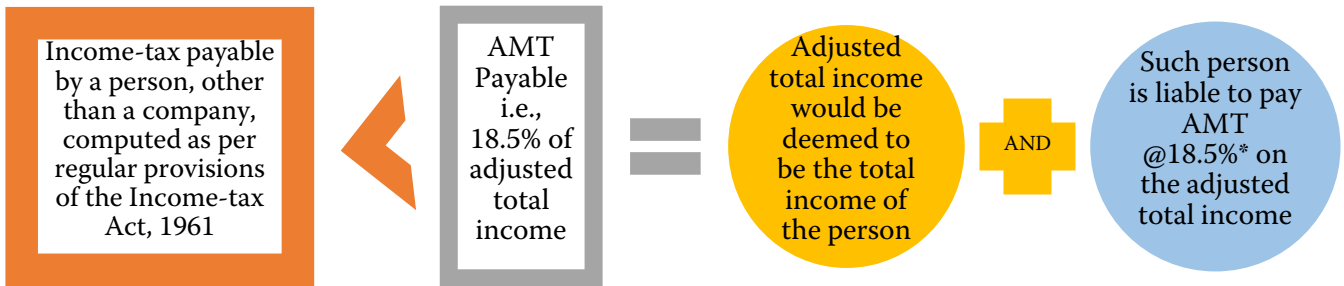 Income-tax payable
by a person, other
than a company,
computed as per
regular provisions
of the Income-tax
Act, 1961
AMT
Payable
i.e.,
18.5% of
adjusted
total
income
Adjusted
total income
would be
deemed to
be the total
income of
the person
AND
Such person
is liable to pay
AMT
@18.5%* on
the adjusted
total income